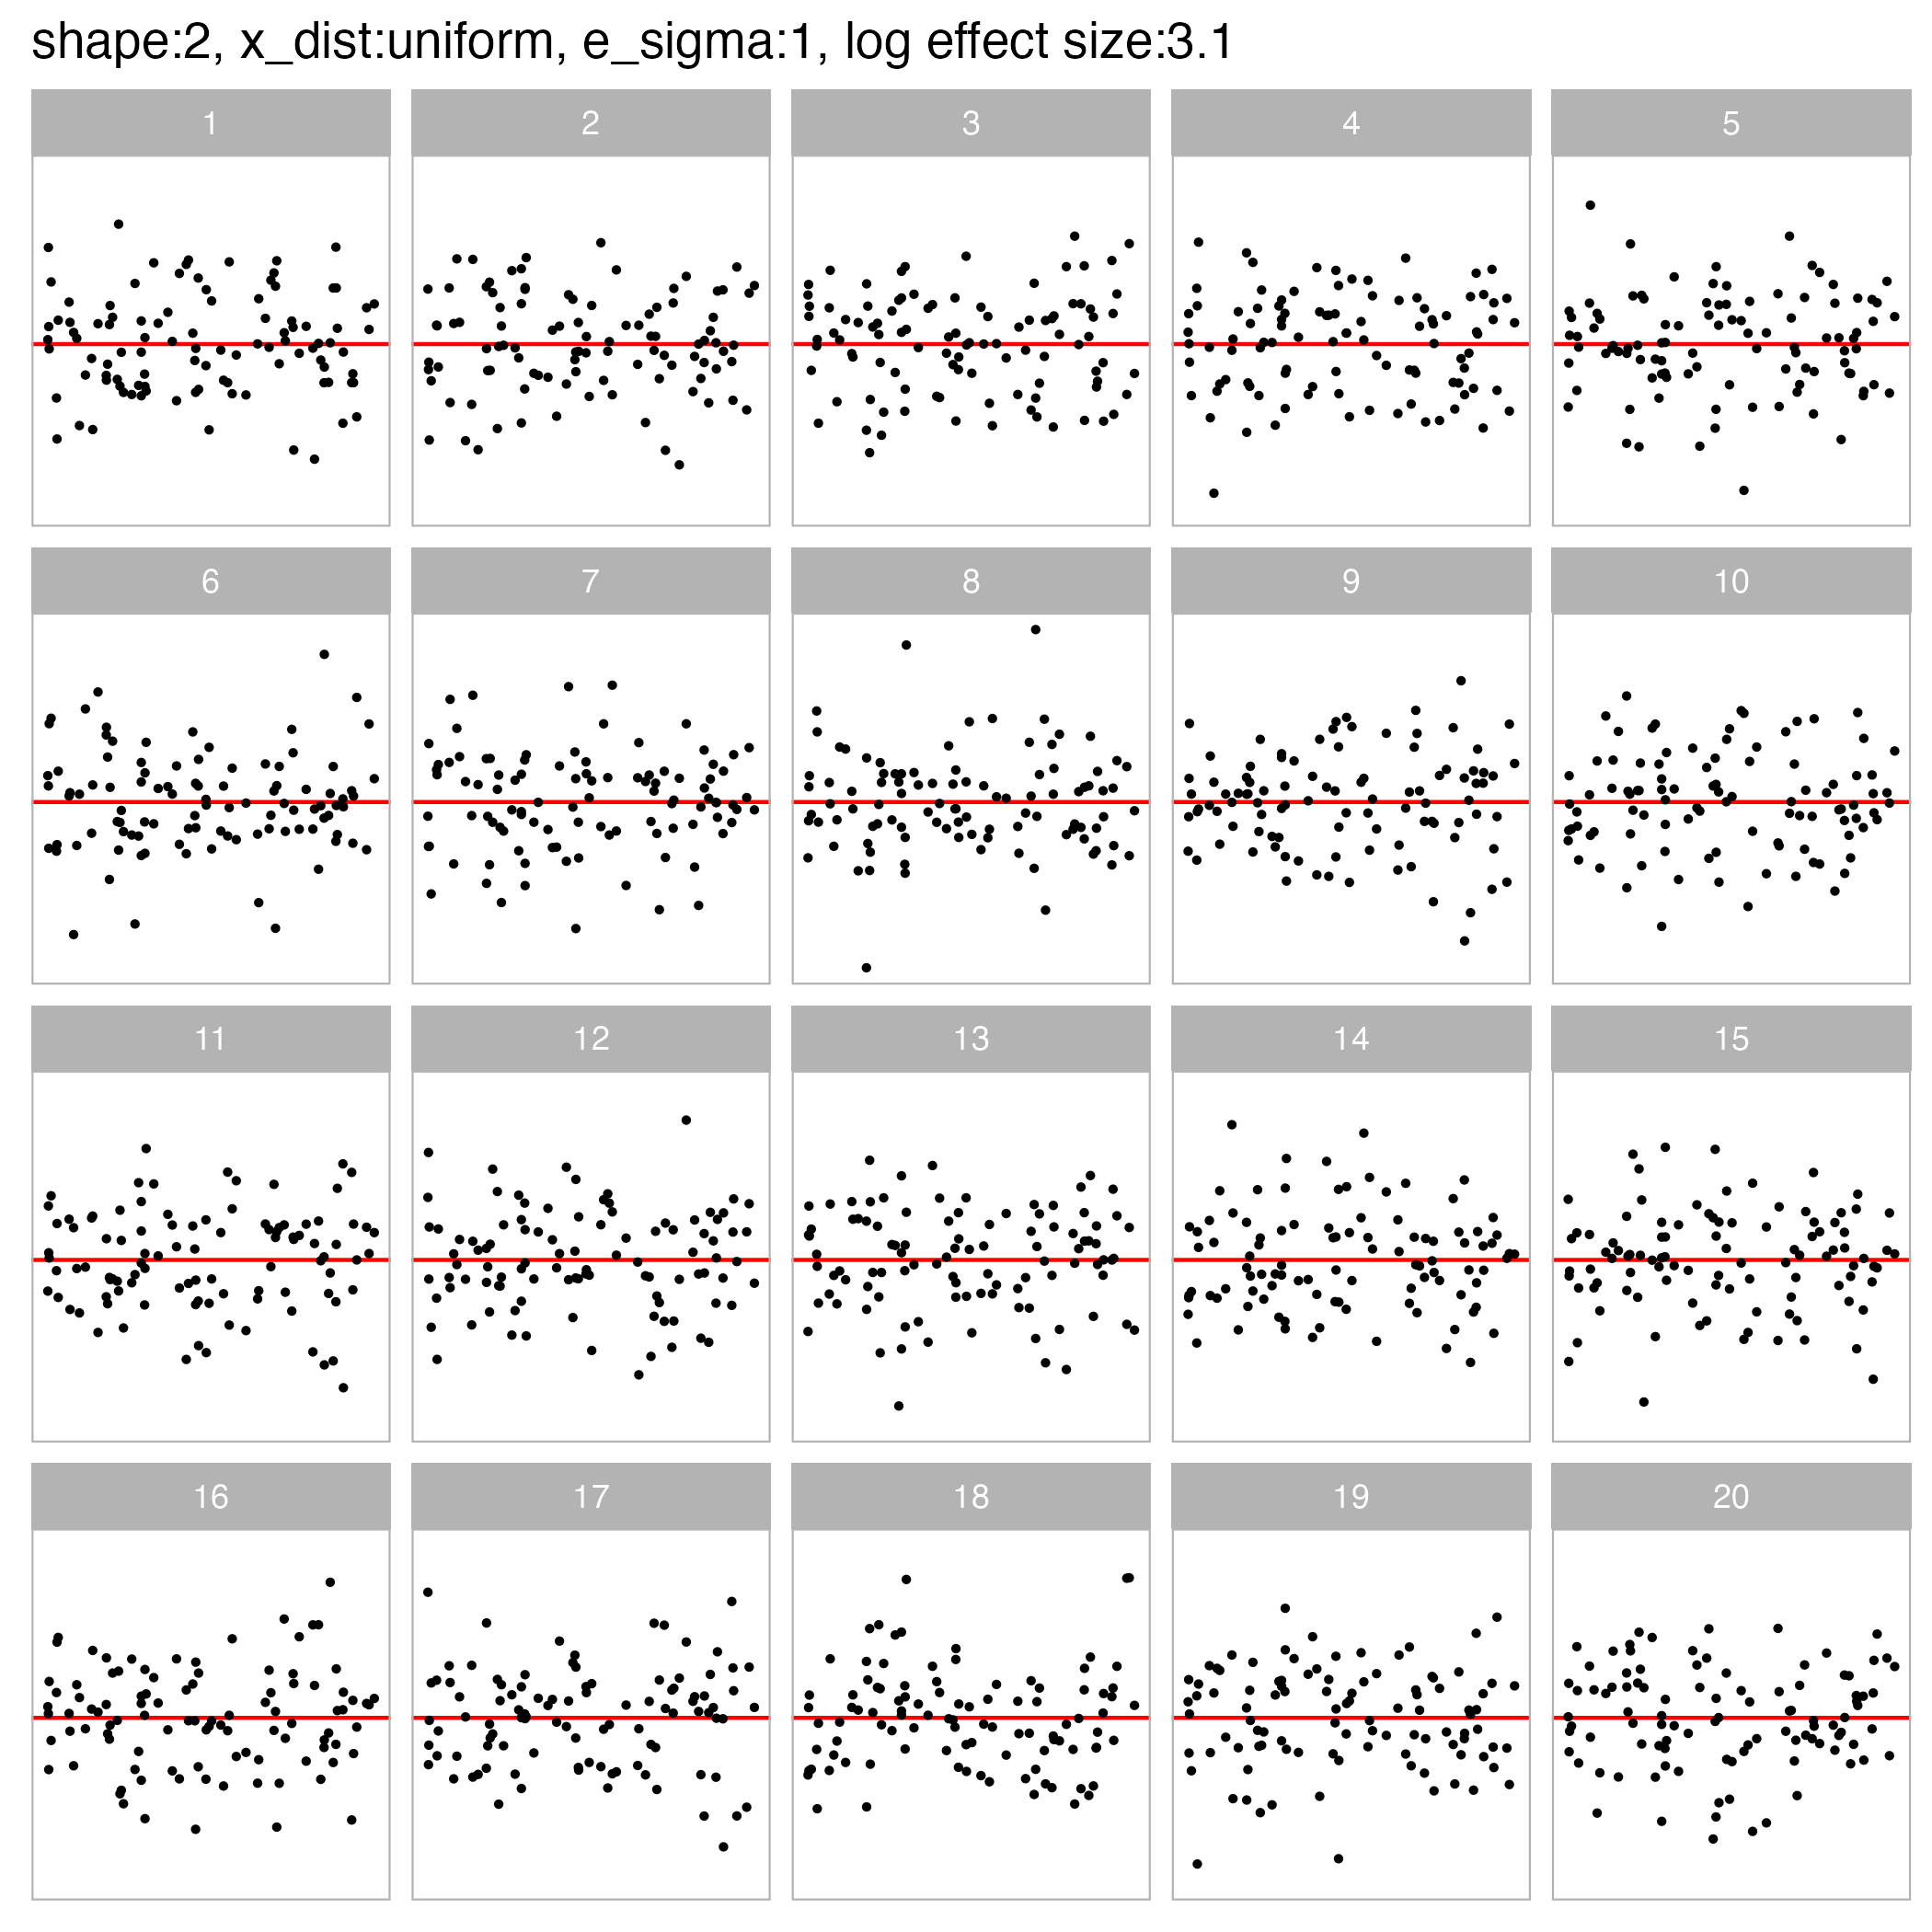 shape:2, x_dist:uniform, e_sigma:1, log effect size:3.1
1 2 3 4 5
6 7 8 9 10
11 12 13 14 15
16 17 18 19 20